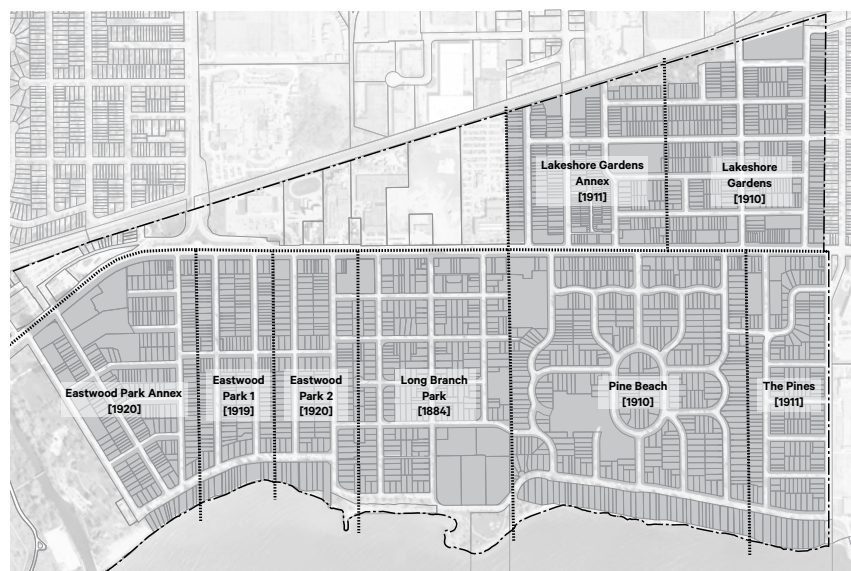 Lakeshore Gardens
Annex
[1911]
Lakeshore
Gardens
[1910]
Eastwood Park Annex
[1920]
Eastwood
Park 1
[1919]
Eastwood
Park 2
[1920]
Long Branch
Park
[1884]
Pine Beach
[1910]
The Pines
[1911]